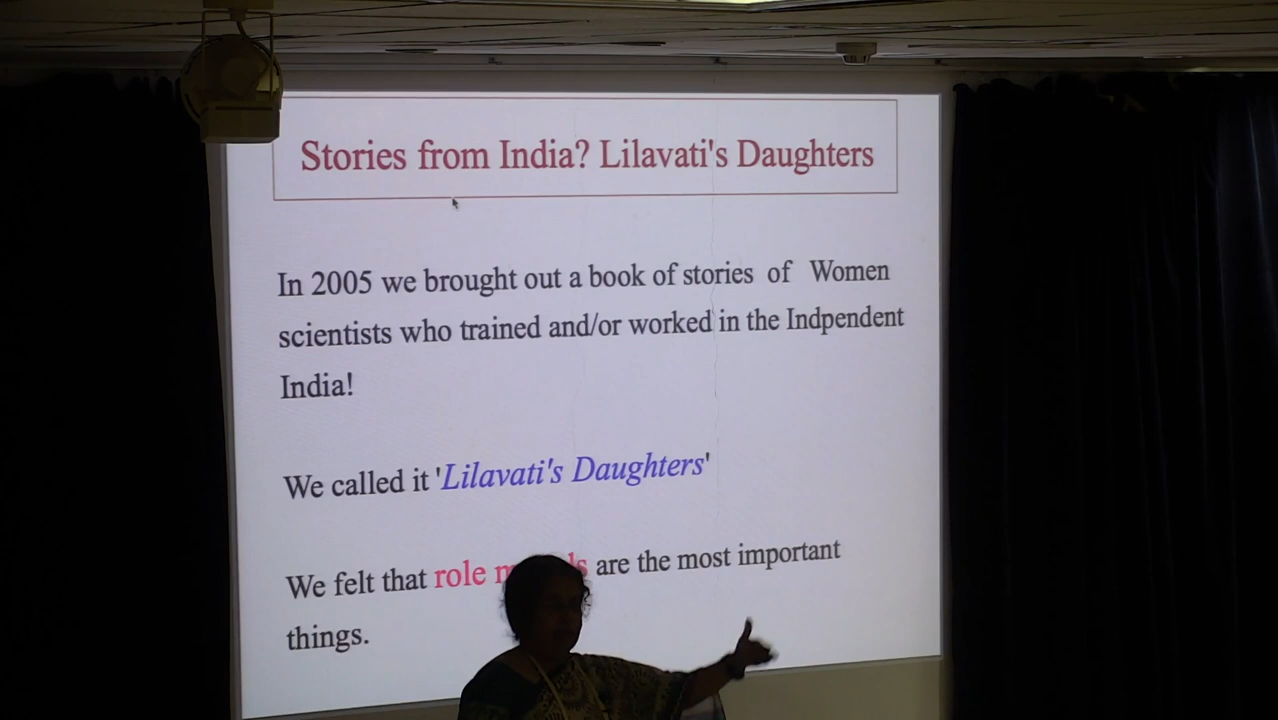 Stories from India? Lilavati's Daughters
In 2005 we brought out a book of stories of Women
scientists who trained and/or worked in the Indpendent
India!
We called it 'Lilavati's Daughters'
We felt that role are the most important
things.